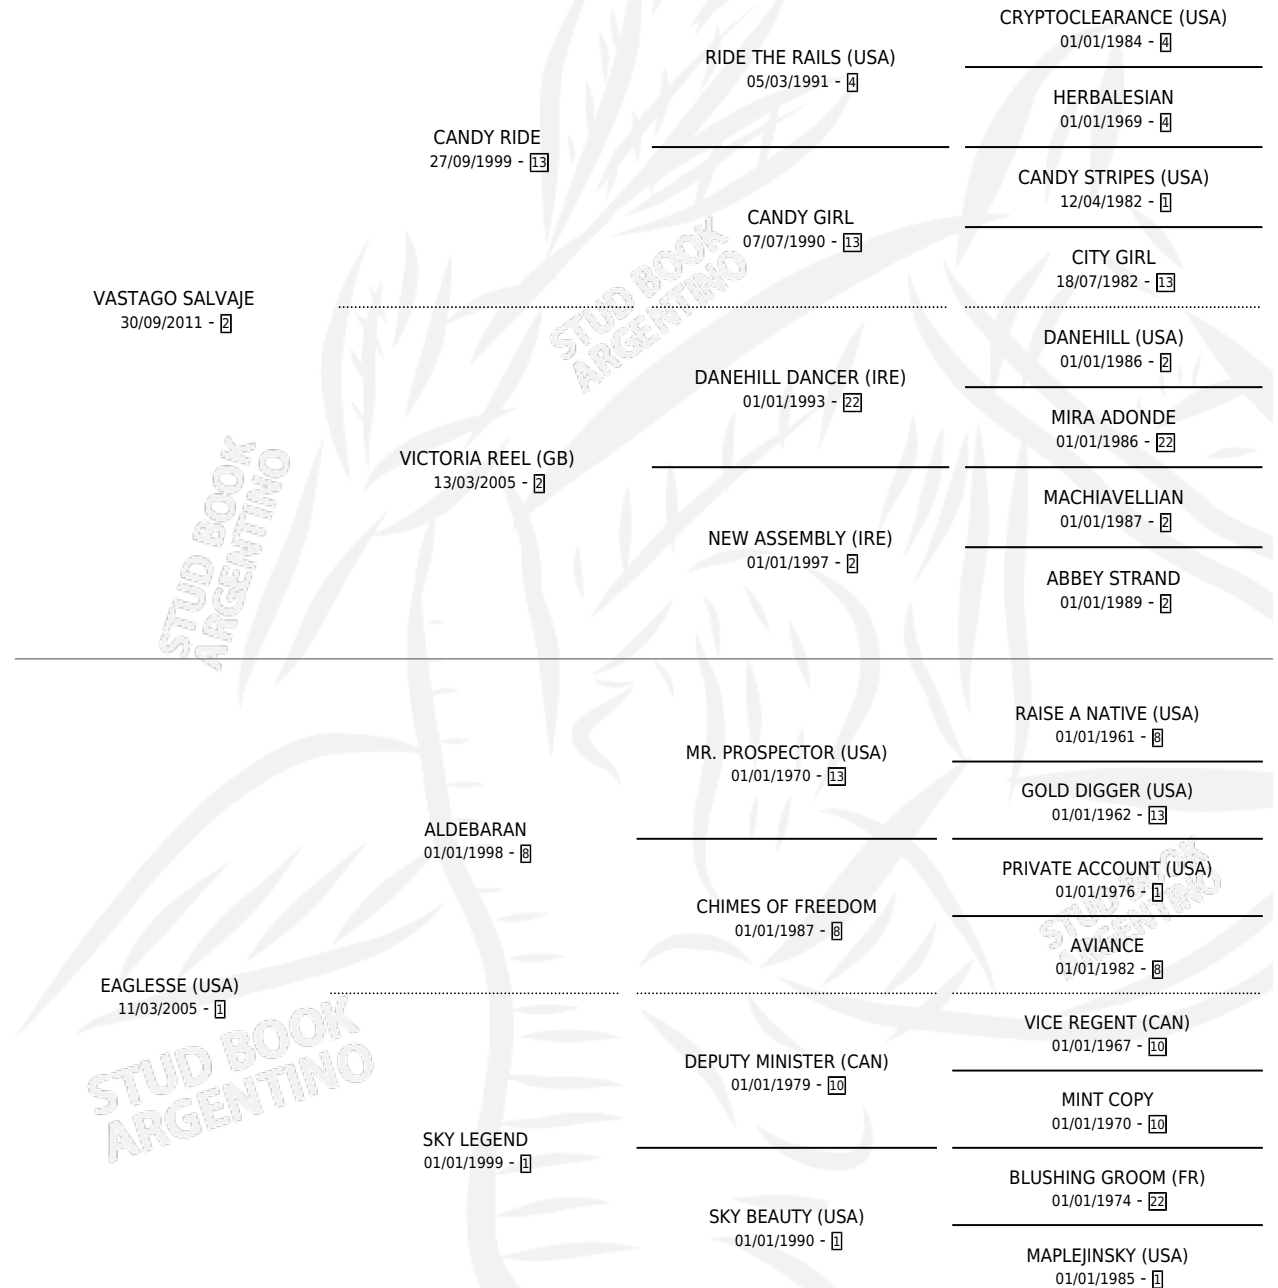 CRYPTOCLEARANCE (USA)
01/01/1984 - 4
RIDE THE RAILS (USA)
05/03/1991 - 4
HERBALESIAN
01/01/1969 - 4
CANDY RIDE
27/09/1999 - 13
CANDY STRIPES (USA)
12/04/1982 - 1
CANDY GIRL
07/07/1990 - 13
CITY GIRL
18/07/1982 - 13
VASTAGO SALVAJE
30/09/2011 - 2
DANEHILL (USA)
01/01/1986 - 2
DANEHILL DANCER (IRE)
01/01/1993 - 22
MIRA ADONDE
01/01/1986 - 22
VICTORIA REEL (GB)
13/03/2005 - 2
MACHIAVELLIAN
01/01/1987 - 2
NEW ASSEMBLY (IRE)
01/01/1997 - 2
ABBEY STRAND
01/01/1989 - 2
RAISE A NATIVE (USA)
01/01/1961 - 8
MR. PROSPECTOR (USA)
01/01/1970 - 13
GOLD DIGGER (USA)
01/01/1962 - 13
ALDEBARAN
01/01/1998 - 8
PRIVATE ACCOUNT (USA)
01/01/1976 - 1
CHIMES OF FREEDOM
01/01/1987 - 8
AVIANCE
01/01/1982 - 8
EAGLESSE (USA)
11/03/2005 - 1
VICE REGENT (CAN)
01/01/1967 - 10
DEPUTY MINISTER (CAN)
01/01/1979 - 10
MINT COPY
01/01/1970 - 10
SKY LEGEND
01/01/1999 - 1
BLUSHING GROOM (FR)
01/01/1974 - 22
SKY BEAUTY (USA)
01/01/1990 - 1
MAPLEJINSKY (USA)
01/01/1985 - 1
STUD BOOK
ARGENTINO
STUD BOOK
ARGENTINO
STUD BOOK
ARGENTINO
STUD BOOK
ARGENTINO